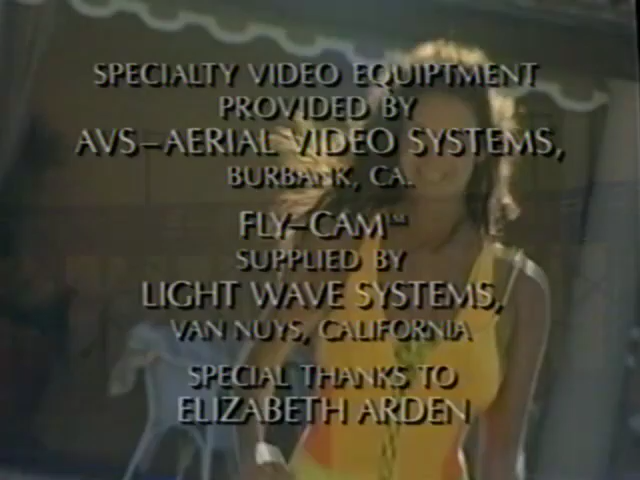 SPECIALTY VIDEO EQUIPTMENT
PROVIDED BY
AVS-AERIAL VIDEO SYSTEMS,
BURBANK, CA.
FLY-CAM™
SUPPLIED BY
LIGHT WAVE SYSTEMS,
VAN NUYS, CALIFORNIA
SPECIAL THANKS TO
ELIZABETH ARDEN